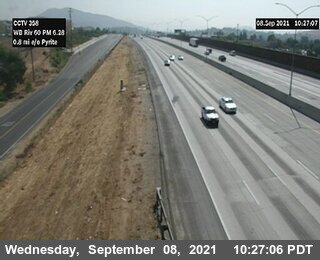 CCTV 358
WB Riv 60 PM 6.28
0.8 mi e/o Pyrite
08.Sep 2021 10:27:07
Wednesday, September 08, 2021 10:27:06 PDT